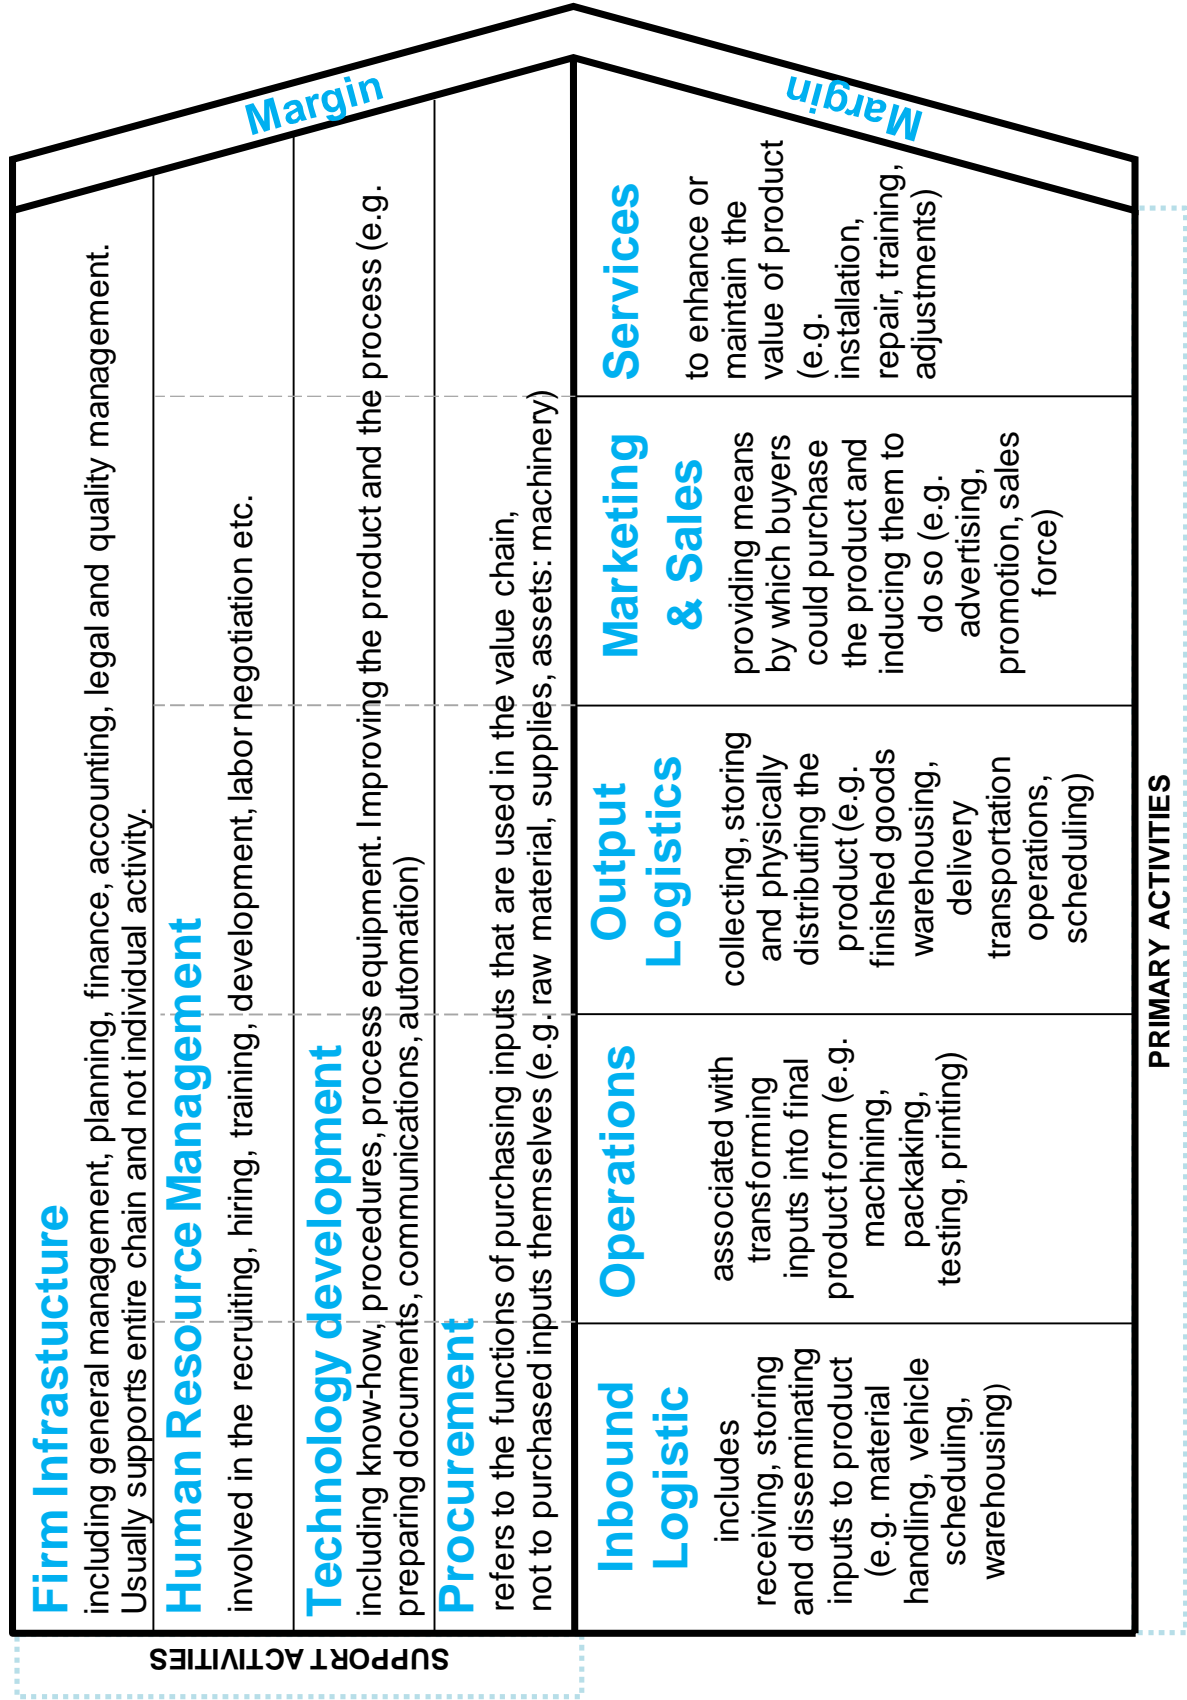 Firm Infrastucture
including general management, planning, finance, accounting, legal and quality management.
Usually supports entire chain and not individual activity.
Human Resource Management
involved in the recruiting, hiring, training, development, labor negotiation etc.
Technology development
including know-how, procedures, process equipment. Improving the product and the process (e.g.
preparing documents, communications, automation)
Procurement
refers to the functions of purchasing inputs that are used in the value chain,
not to purchased inputs themselves (e.g. raw material, supplies, assets: machinery)
SUPPORT ACTIVITIES
Margin
Margin
Inbound
Logistic
includes
receiving, storing
and disseminating
inputs to product
(e.g. material
handling, vehicle
scheduling,
warehousing)
Operations
associated with
transforming
inputs into final
product form (e.g.
machining,
packaking,
testing, printing)
Output
Logistics
collecting, storing
and physically
distributing the
product (e.g.
finished goods
warehousing,
delivery
transportation
operations,
scheduling)
Marketing
& Sales
providing means
by which buyers
could purchase
the product and
inducing them to
do so (e.g.
advertising,
promotion, sales
force)
Services
to enhance or
maintain the
value of product
(e.g.
installation,
repair, training,
adjustments)
PRIMARY ACTIVITIES